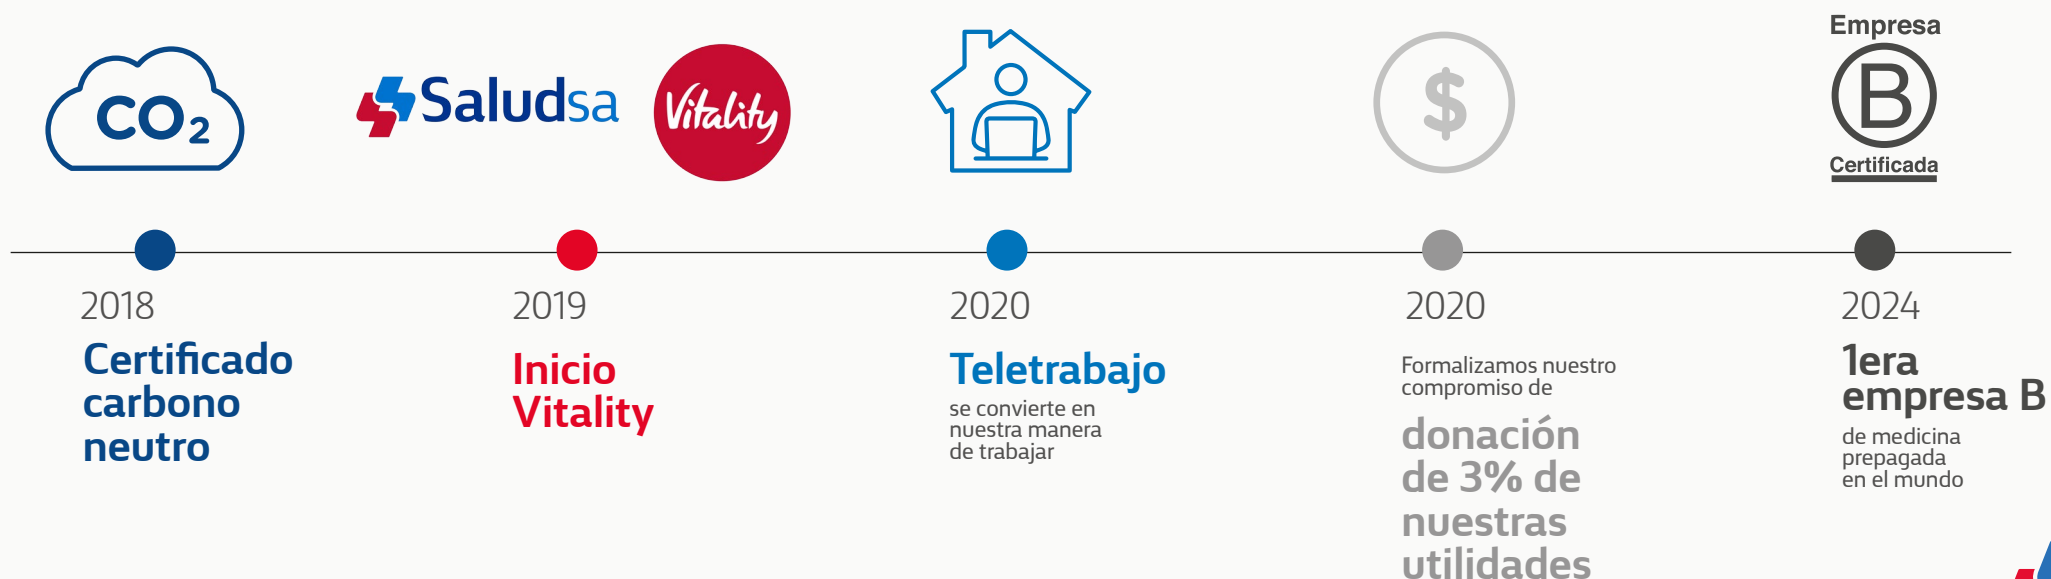 CO2
Saludsa
Vitality
$
Empresa
B
Certificada
2018
Certificado
carbono
neutro
2019
Inicio
Vitality
2020
Teletrabajo
se convierte en
nuestra manera
de trabajar
2020
Formalizamos nuestro
compromiso de
donación
de 3% de
nuestras
utilidades
2024
1era
empresa B
de medicina
prepagada
en el mundo